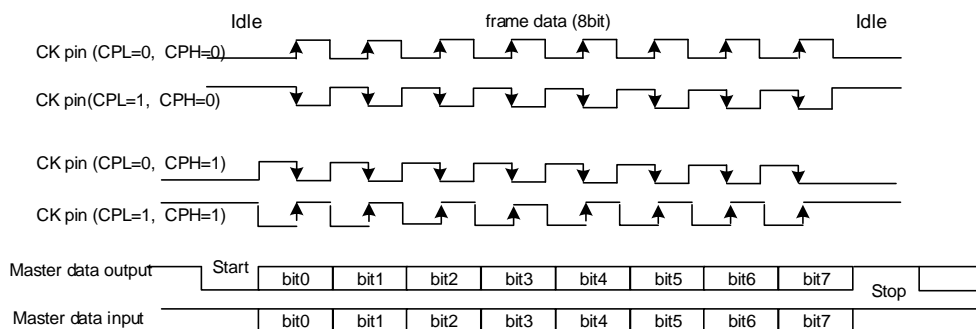 Idle frame data (8bit) Idle
CK pin (CPL=0, CPH=0)
CK pin(CPL=1, CPH=0)
CK pin (CPL=0, CPH=1)
CK pin (CPL=1, CPH=1)
Master data output Start bit0 bit1 bit2 bit3 bit4 bit5 bit6 bit7 Stop
Master data input bit0 bit1 bit2 bit3 bit4 bit5 bit6 bit7